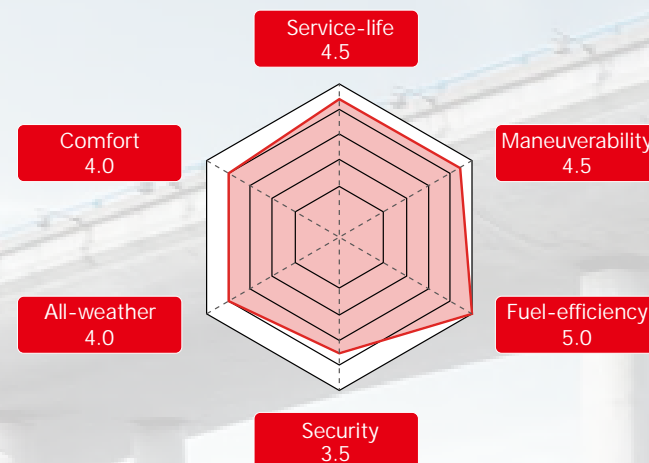 Service-life
4.5
Comfort
4.0
Maneuverability
4.5
All-weather
4.0
Fuel-efficiency
5.0
Security
3.5